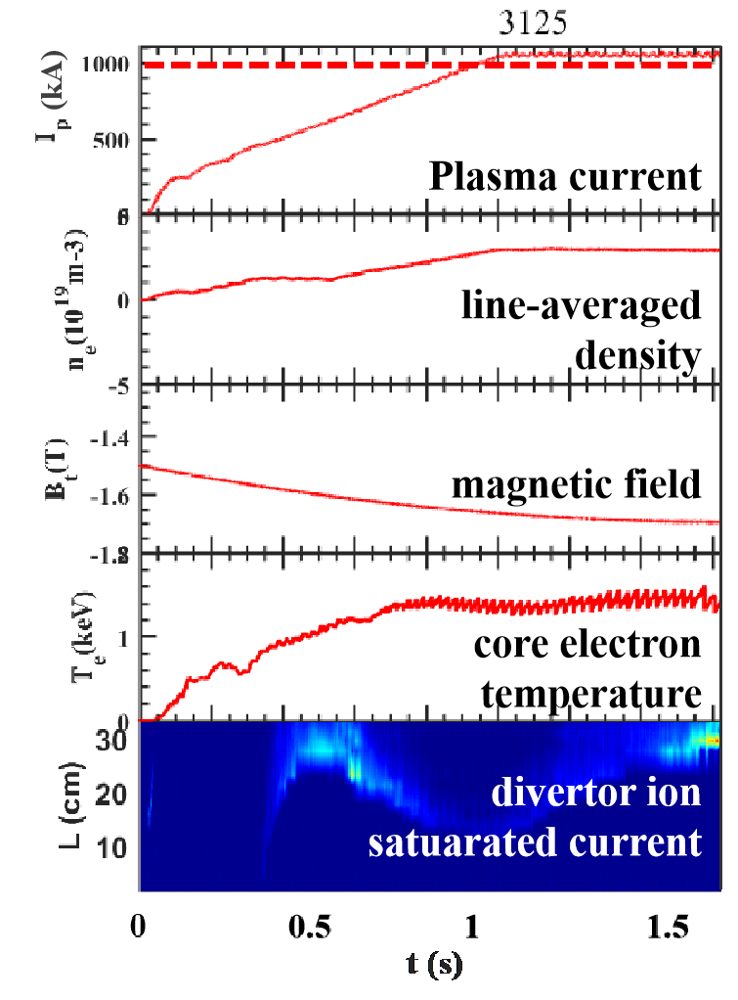 3125
1000
I_p (kA)
500
Plasma current
0
n_e(10^19 m-3)
0
line-averaged
density
-5
-1.4
B_t(T)
magnetic field
-1.6
-1.8
T_e(keV)
1
core electron
temperature
0
30
L (cm)
20
divertor ion
satuarated current
10
0 0.5 1 1.5
t (s)